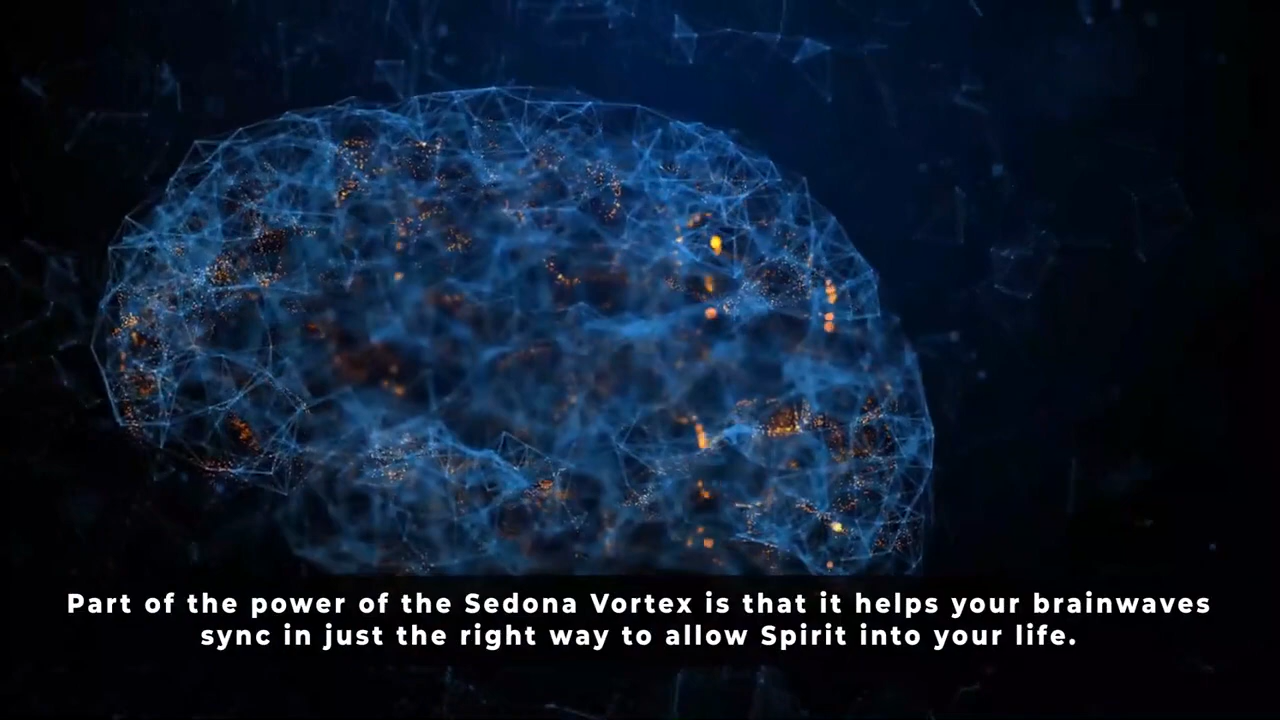 Part of the power of the Sedona Vortex is that it helps your brainwaves
sync in just the right way to allow Spirit into your life.